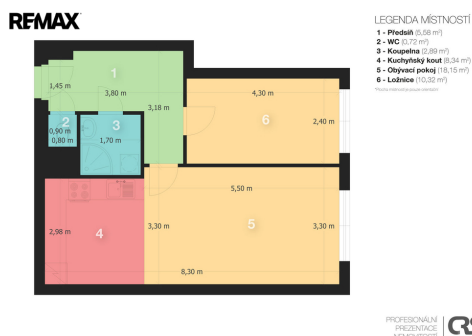 RE/MAX
LEGENDA MÍSTNOSTÍ
1 - Předsíň (5,58 m²)
2 - WC (0,72 m²)
3 - Koupelna (2,89 m²)
4 - Kuchyňský kout (8,34 m²)
5 - Obývací pokoj (18,15 m²)
6 - Ložnice (10,32 m²)
1
1,45 m
3,80 m
3,18 m
4,30 m
6
2,40 m
2
0,90 m
0,80 m
3
1,70 m
5,50 m
2,98 m
4
3,30 m
5
3,30 m
8,30 m
PROFESIONÁLNÍ
PREZENTACE
NEMOVITOSTI